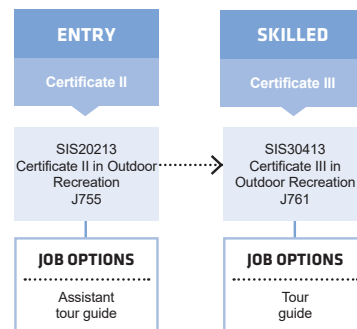 ENTRY
Certificate II
SIS20213
Certificate II in Outdoor
Recreation
J755
JOB OPTIONS
Assistant
tour guide
SKILLED
Certificate III
SIS30413
Certificate III in
Outdoor Recreation
J761
JOB OPTIONS
Tour
guide